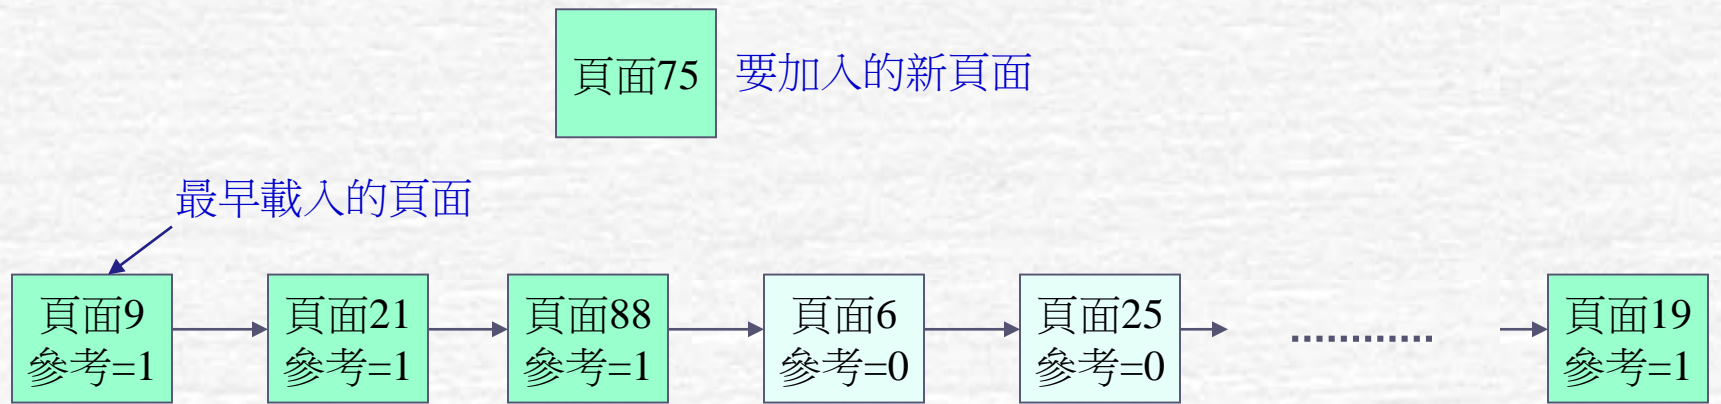 頁面75
要加入的新頁面
最早載入的頁面
頁面9
參考=1
頁面21
參考=1
頁面88
參考=1
頁面6
參考=0
頁面25
參考=0
............
頁面19
參考=1